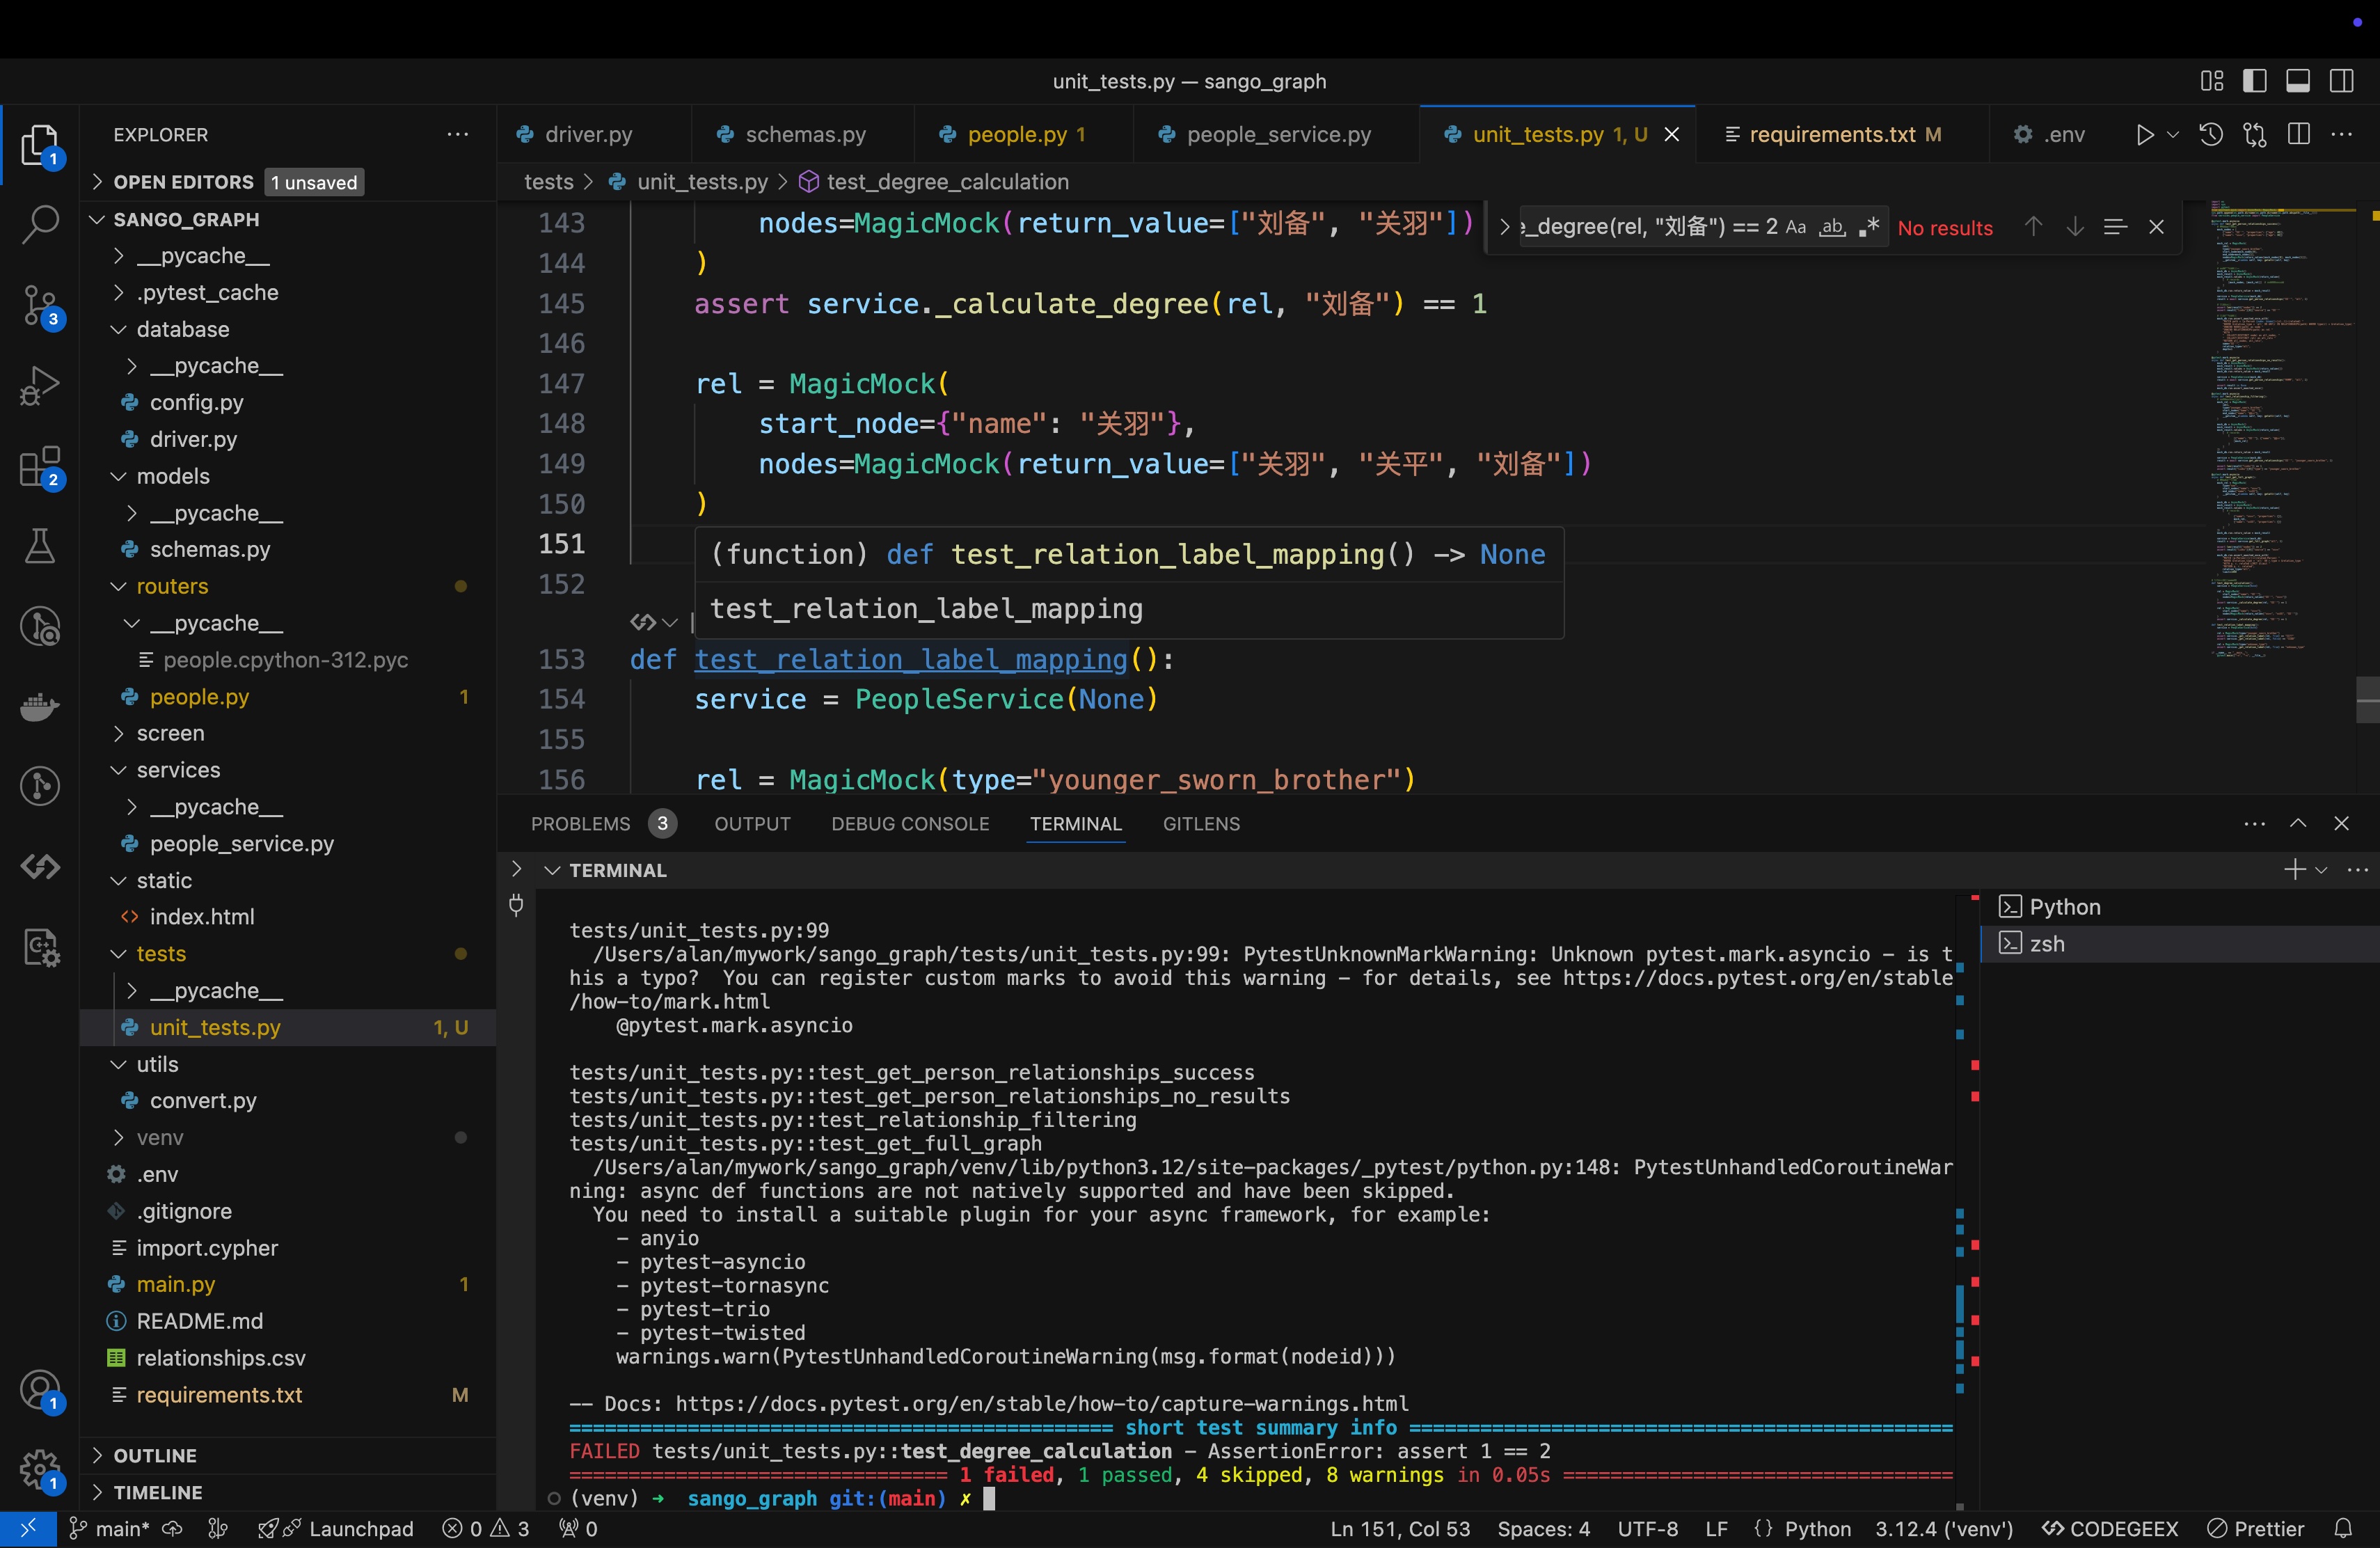 unit_tests.py — sango_graph
EXPLORER
OPEN EDITORS 1 unsaved
SANGO_GRAPH
__pycache__
.pytest_cache
database
__pycache__
config.py
driver.py
models
__pycache__
schemas.py
routers
__pycache__
people.cpython-312.pyc
people.py 1
screen
services
__pycache__
people_service.py
static
index.html
tests
__pycache__
unit_tests.py 1, U
utils
convert.py
venv
.env
.gitignore
import.cypher
main.py 1
README.md
relationships.csv
requirements.txt M
OUTLINE
TIMELINE
1
3
2
1
1
driver.py schemas.py people.py 1 people_service.py unit_tests.py 1, U requirements.txt M .env
tests > unit_tests.py > test_degree_calculation
_degree(rel, "刘备") == 2 Aa ab No results
143 nodes=MagicMock(return_value=["刘备", "关羽"])
144 )
145 assert service._calculate_degree(rel, "刘备") == 1
146
147 rel = MagicMock(
148 start_node={"name": "关羽"},
149 nodes=MagicMock(return_value=["关羽", "关平", "刘备"])
150 )
151
(function) def test_relation_label_mapping() -> None
152
test_relation_label_mapping
153 def test_relation_label_mapping():
154 service = PeopleService(None)
155
156 rel = MagicMock(type="younger_sworn_brother")
PROBLEMS 3 OUTPUT DEBUG CONSOLE TERMINAL GITLENS
TERMINAL
Python
zsh
tests/unit_tests.py:99
/Users/alan/mywork/sango_graph/tests/unit_tests.py:99: PytestUnknownMarkWarning: Unknown pytest.mark.asyncio - is t
his a typo?  You can register custom marks to avoid this warning - for details, see https://docs.pytest.org/en/stable
/how-to/mark.html
@pytest.mark.asyncio
tests/unit_tests.py::test_get_person_relationships_success
tests/unit_tests.py::test_get_person_relationships_no_results
tests/unit_tests.py::test_relationship_filtering
tests/unit_tests.py::test_get_full_graph
/Users/alan/mywork/sango_graph/venv/lib/python3.12/site-packages/_pytest/python.py:148: PytestUnhandledCoroutineWar
ning: async def functions are not natively supported and have been skipped.
You need to install a suitable plugin for your async framework, for example:
- anyio
- pytest-asyncio
- pytest-tornasync
- pytest-trio
- pytest-twisted
warnings.warn(PytestUnhandledCoroutineWarning(msg.format(nodeid)))
-- Docs: https://docs.pytest.org/en/stable/how-to/capture-warnings.html
short test summary info
FAILED tests/unit_tests.py::test_degree_calculation - AssertionError: assert 1 == 2
1 failed, 1 passed, 4 skipped, 8 warnings in 0.05s
(venv) → sango_graph git:(main) ✗
main* Launchpad 0 3 0 Ln 151, Col 53 Spaces: 4 UTF-8 LF {} Python 3.12.4 ('venv') CODEGEEX Prettier